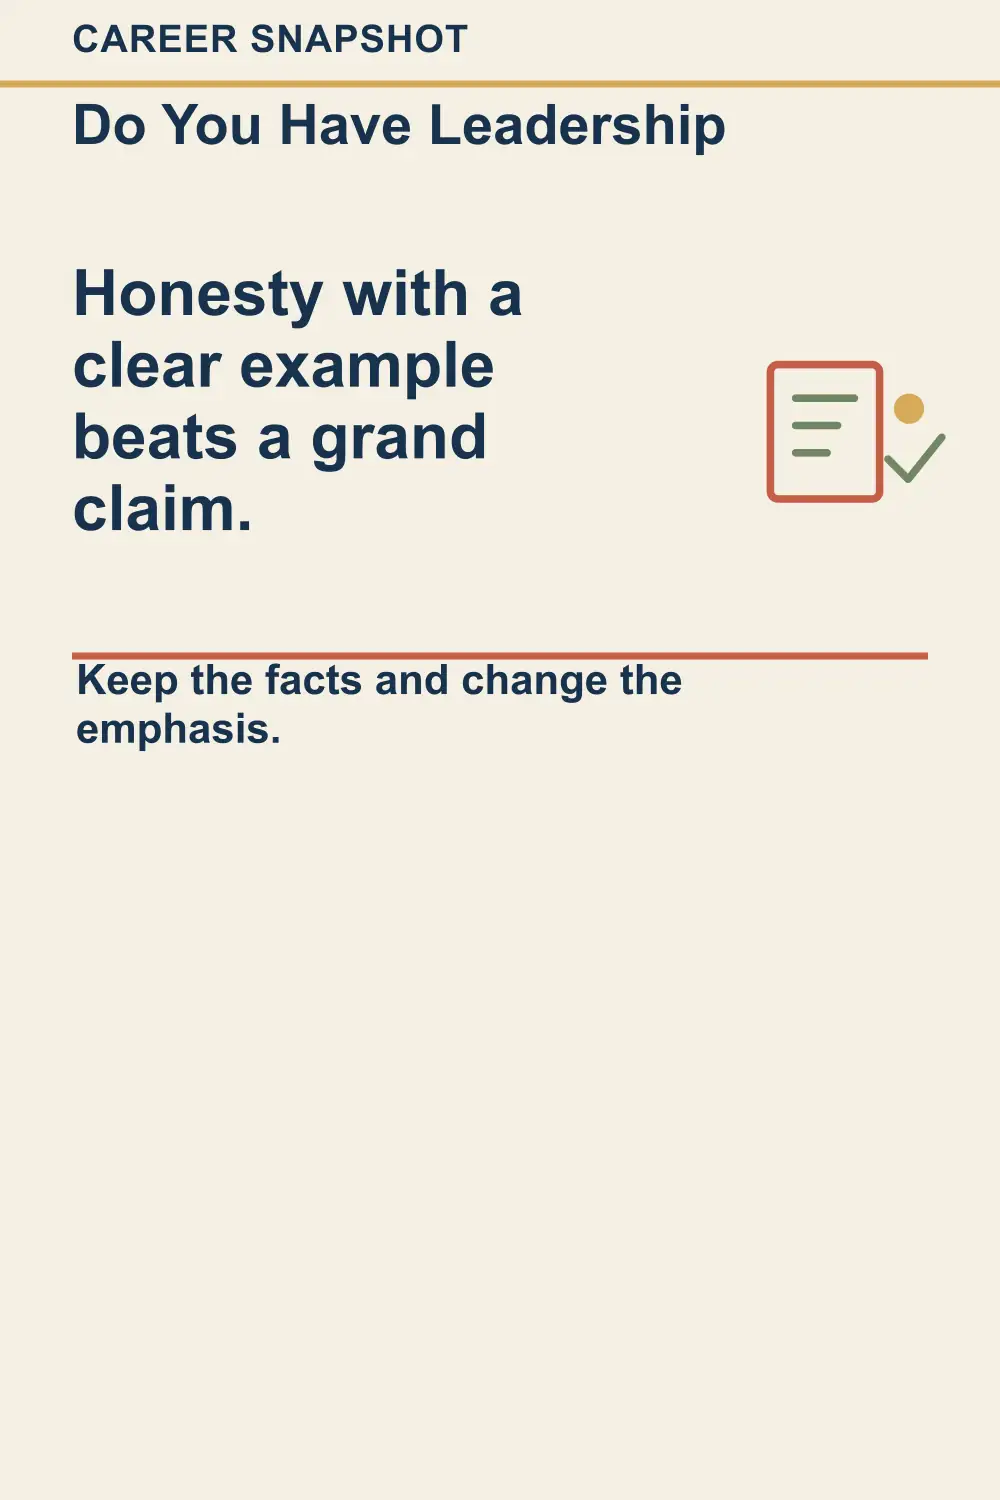 CAREER SNAPSHOT
Do You Have Leadership
Honesty with a
clear example
beats a grand
claim.
Keep the facts and change the
emphasis.